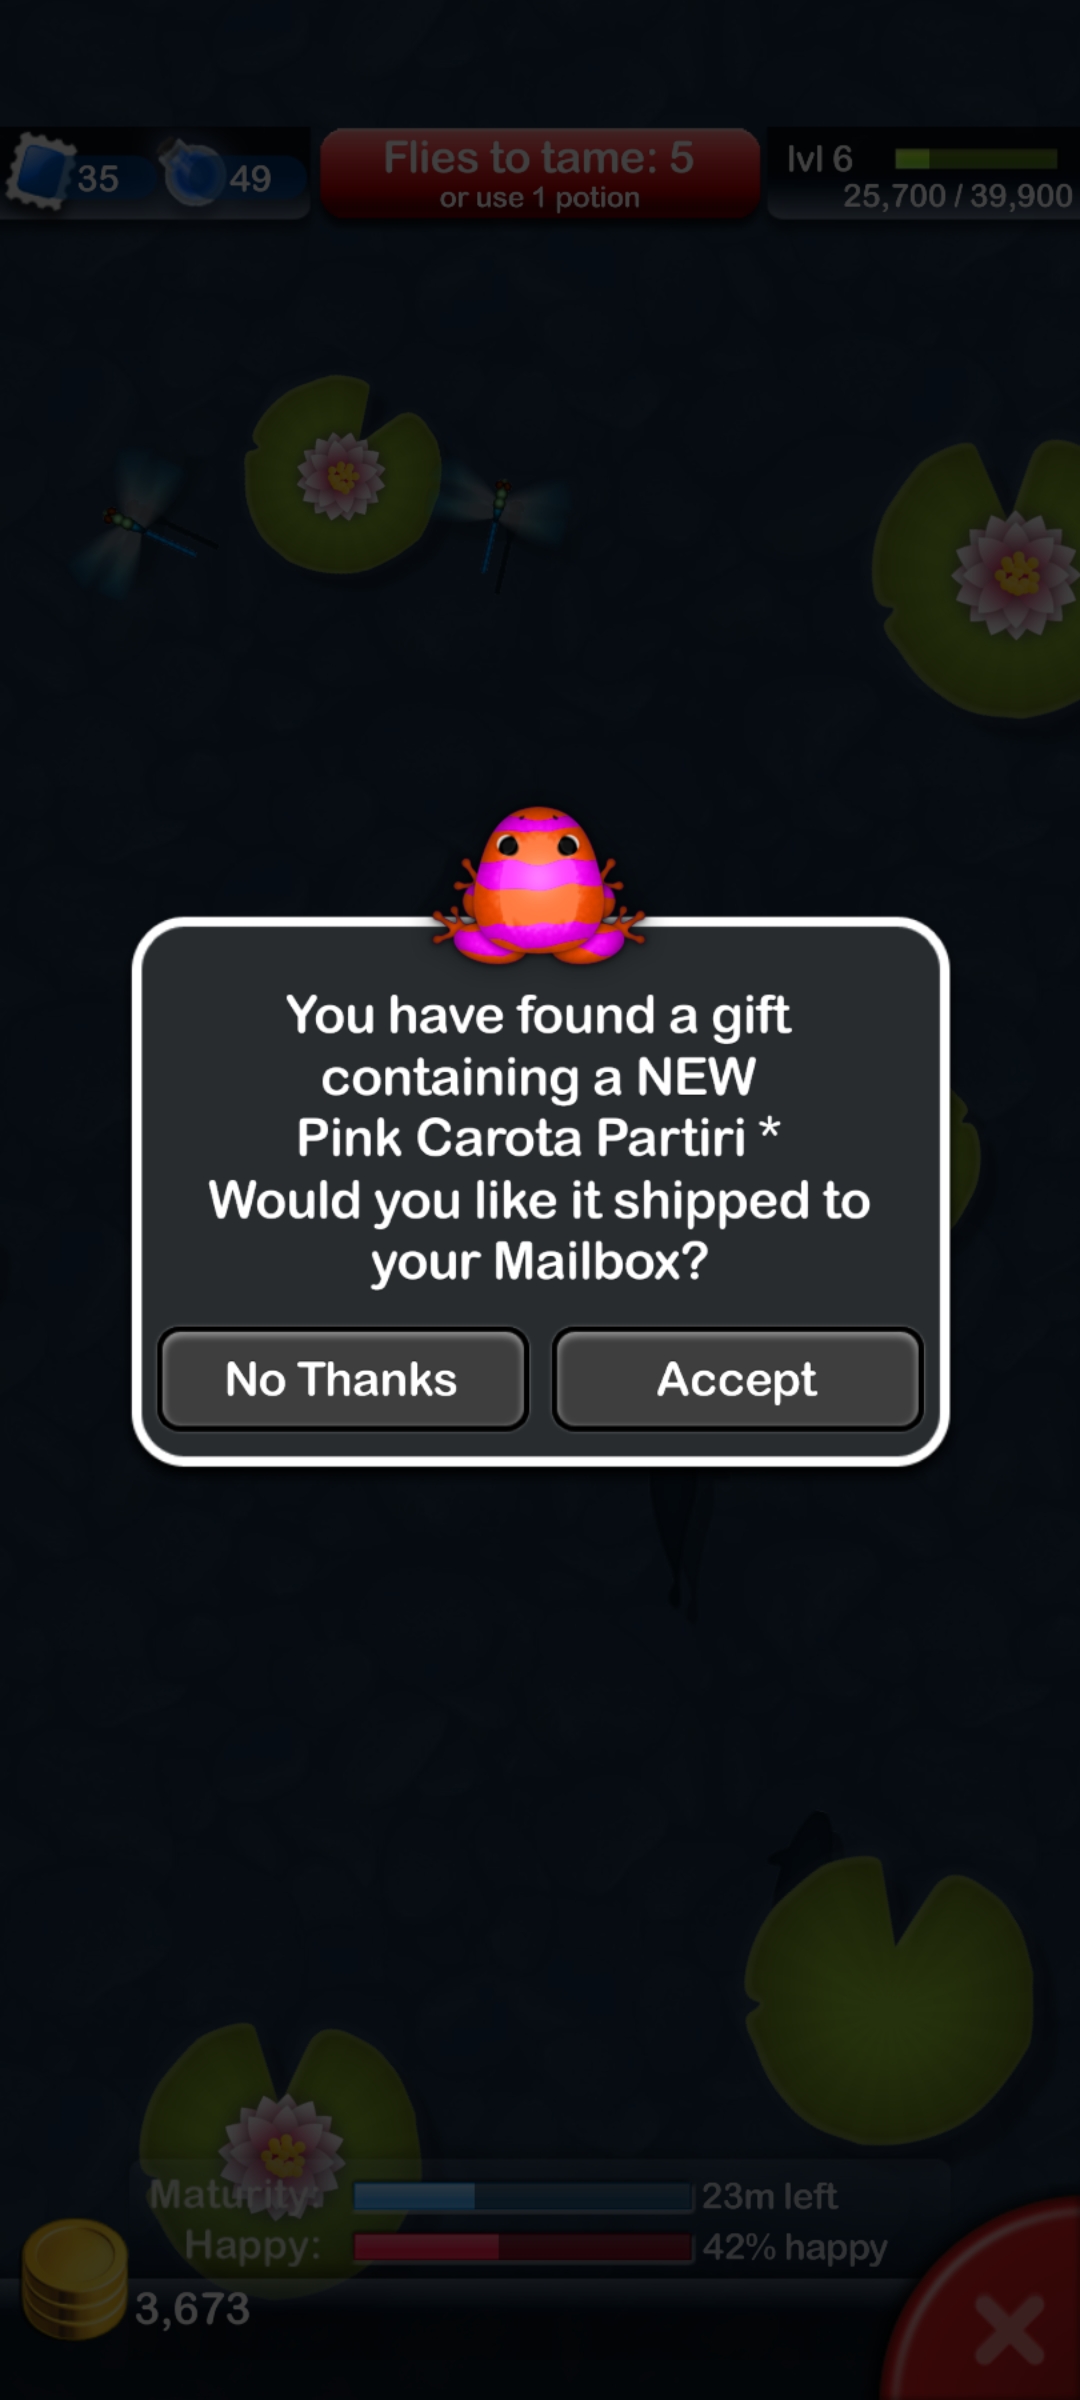 35
49
Flies to tame: 5
or use 1 potion
lvl 6
25,700 / 39,900
You have found a gift
containing a NEW
Pink Carota Partiri *
Would you like it shipped to
your Mailbox?
No Thanks
Accept
Maturity:
23m left
Happy:
42% happy
3,673